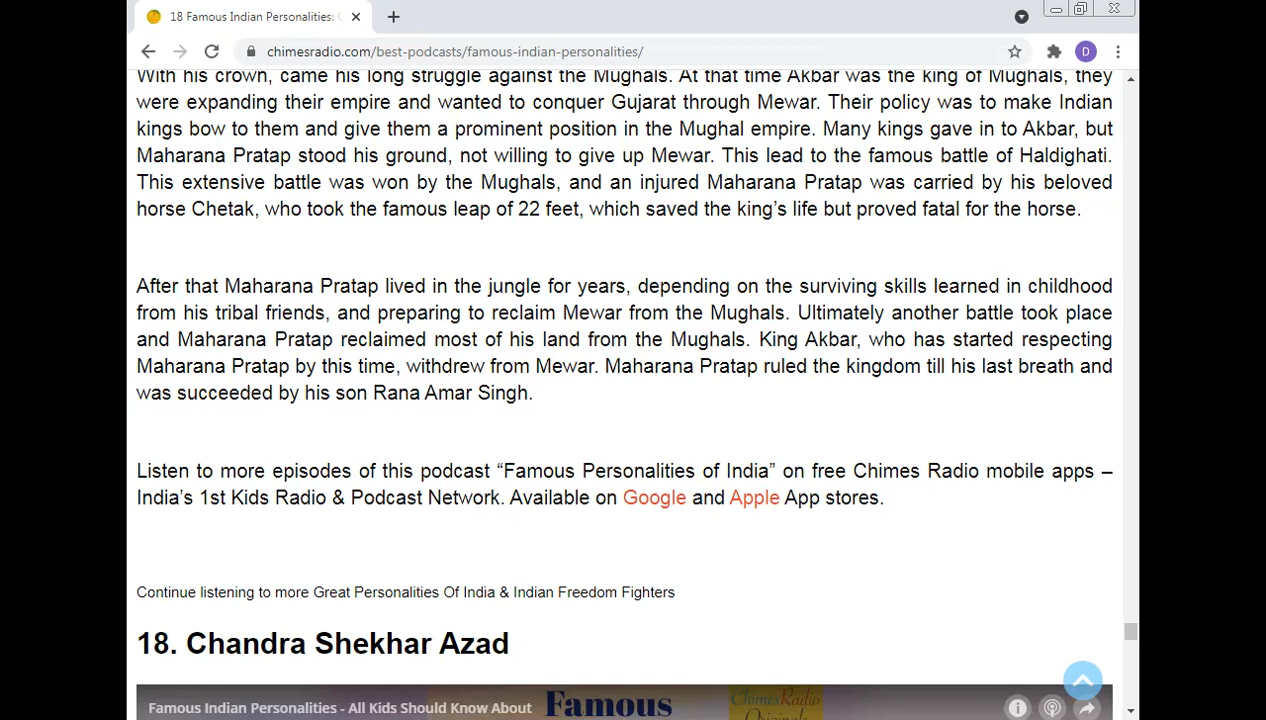 18 Famous Indian Personalities:
chimesradio.com/best-podcasts/famous-indian-personalities/
D
With his crown, came his long struggle against the Mughals. At that time Akbar was the king of Mughals, they
were expanding their empire and wanted to conquer Gujarat through Mewar. Their policy was to make Indian
kings bow to them and give them a prominent position in the Mughal empire. Many kings gave in to Akbar, but
Maharana Pratap stood his ground, not willing to give up Mewar. This lead to the famous battle of Haldighati.
This extensive battle was won by the Mughals, and an injured Maharana Pratap was carried by his beloved
horse Chetak, who took the famous leap of 22 feet, which saved the king’s life but proved fatal for the horse.
After that Maharana Pratap lived in the jungle for years, depending on the surviving skills learned in childhood
from his tribal friends, and preparing to reclaim Mewar from the Mughals. Ultimately another battle took place
and Maharana Pratap reclaimed most of his land from the Mughals. King Akbar, who has started respecting
Maharana Pratap by this time, withdrew from Mewar. Maharana Pratap ruled the kingdom till his last breath and
was succeeded by his son Rana Amar Singh.
Listen to more episodes of this podcast “Famous Personalities of India” on free Chimes Radio mobile apps –
India’s 1st Kids Radio & Podcast Network. Available on Google and Apple App stores.
Continue listening to more Great Personalities Of India & Indian Freedom Fighters
18. Chandra Shekhar Azad
Famous Indian Personalities - All Kids Should Know About
Famous
ChimesRadio
Originals